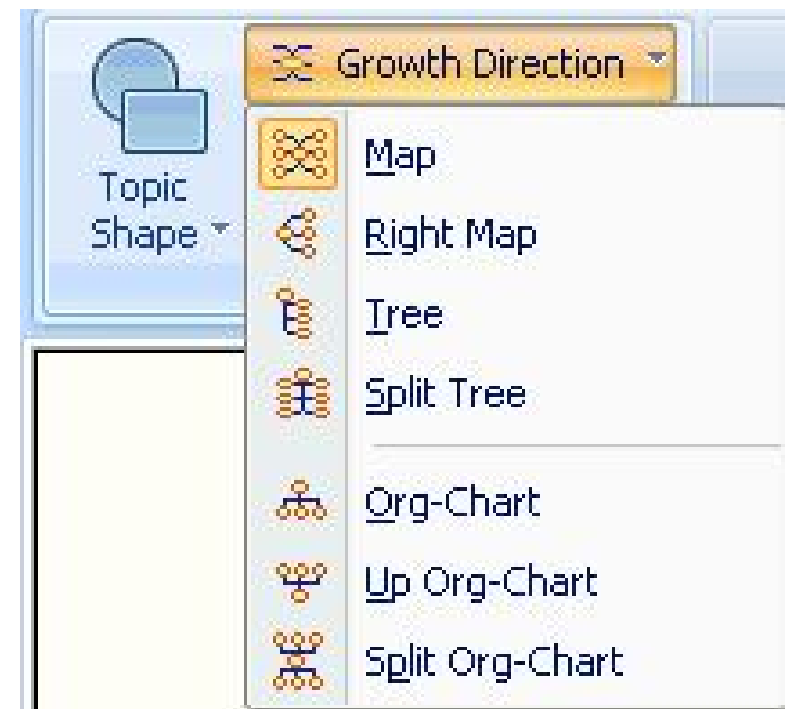 Growth Direction
Topic
Shape
Map
Right Map
Tree
Split Tree
Org-Chart
Up Org-Chart
Split Org-Chart